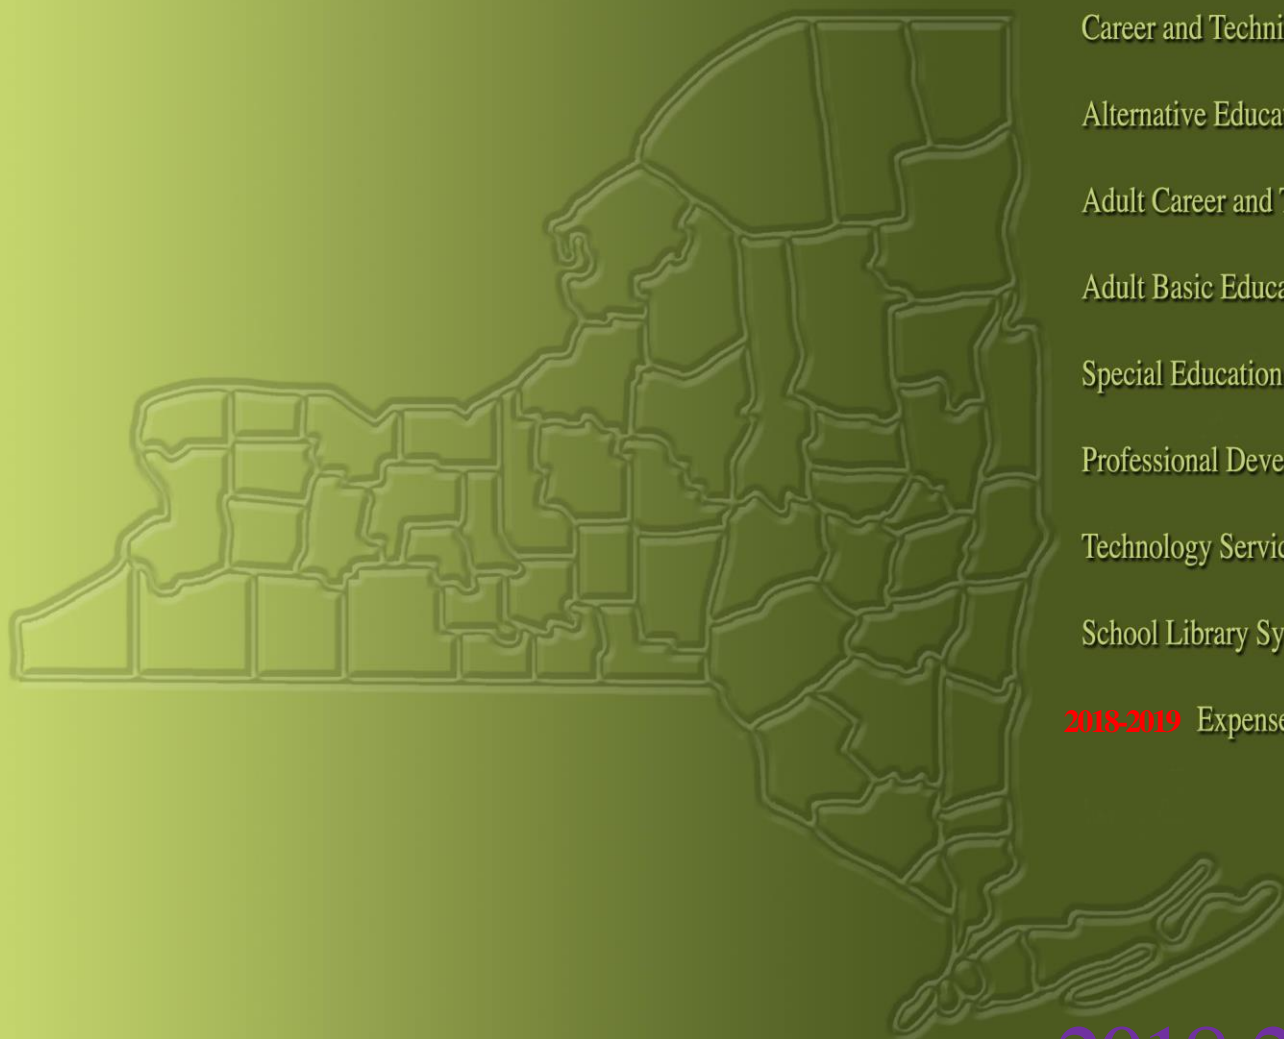 Career and Techni
Alternative Educa
Adult Career and
Adult Basic Educa
Special Education
Professional Deve
Technology Servic
School Library Sy
2018-2019 Expense